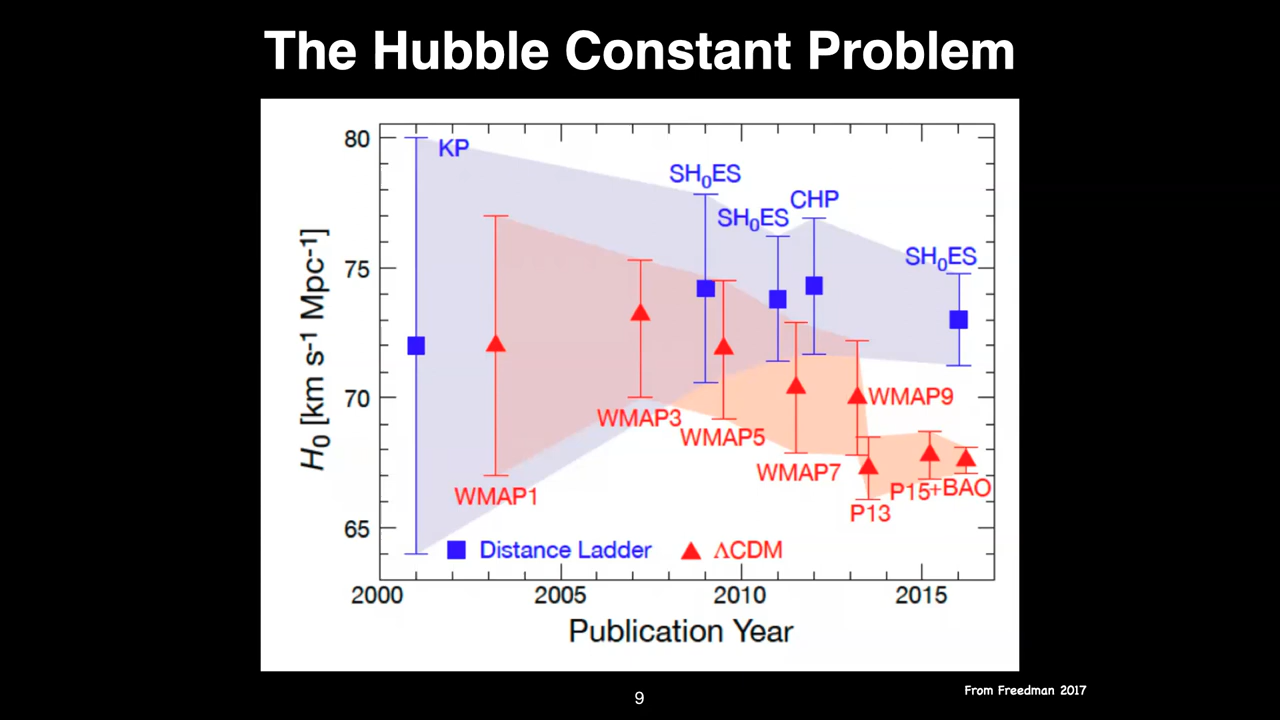 The Hubble Constant Problem
80
KP
SH₀ES
SH₀ES
CHP
SH₀ES
75
H₀ [km s⁻¹ Mpc⁻¹]
70
WMAP3
WMAP5
WMAP9
WMAP7
WMAP1
P15+BAO
P13
65
Distance Ladder
ΛCDM
2000
2005
2010
2015
Publication Year
9
From Freedman 2017